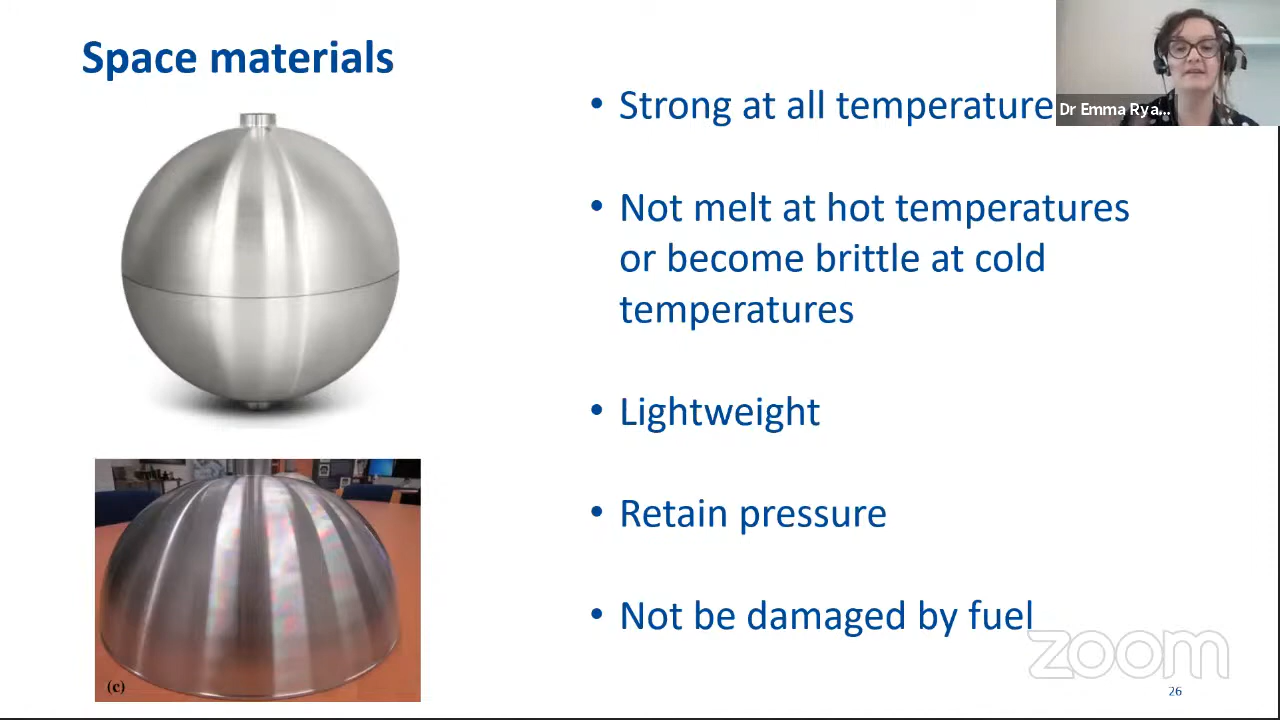 Space materials
• Strong at all temperature
Dr Emma Rya...
• Not melt at hot temperatures
or become brittle at cold
temperatures
• Lightweight
• Retain pressure
• Not be damaged by fuel
(c)
zoom
26